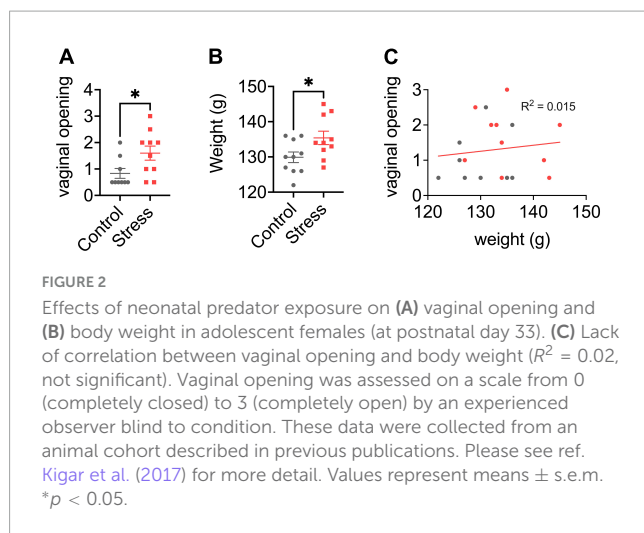 A
B
C
vaginal opening
4
3
2
1
0
*
Control
Stress
Weight (g)
150
140
130
120
*
Control
Stress
vaginal opening
3
2
1
0
R² = 0.015
120 130 140 150
weight (g)
FIGURE 2
Effects of neonatal predator exposure on (A) vaginal opening and
(B) body weight in adolescent females (at postnatal day 33). (C) Lack
of correlation between vaginal opening and body weight (R² = 0.02,
not significant). Vaginal opening was assessed on a scale from 0
(completely closed) to 3 (completely open) by an experienced
observer blind to condition. These data were collected from an
animal cohort described in previous publications. Please see ref.
Kigar et al. (2017) for more detail. Values represent means ± s.e.m.
*p < 0.05.